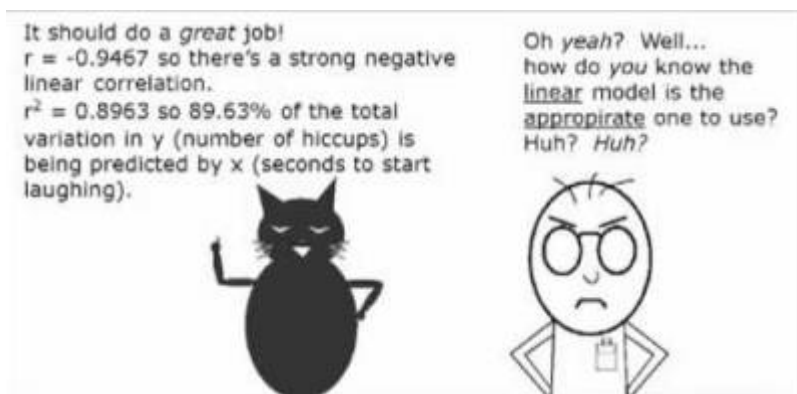 It should do a great job!
r = -0.9467 so there's a strong negative
linear correlation.
r² = 0.8963 so 89.63% of the total
variation in y (number of hiccups) is
being predicted by x (seconds to start
laughing).
Oh yeah? Well...
how do you know the
linear model is the
appropirate one to use?
Huh? Huh?